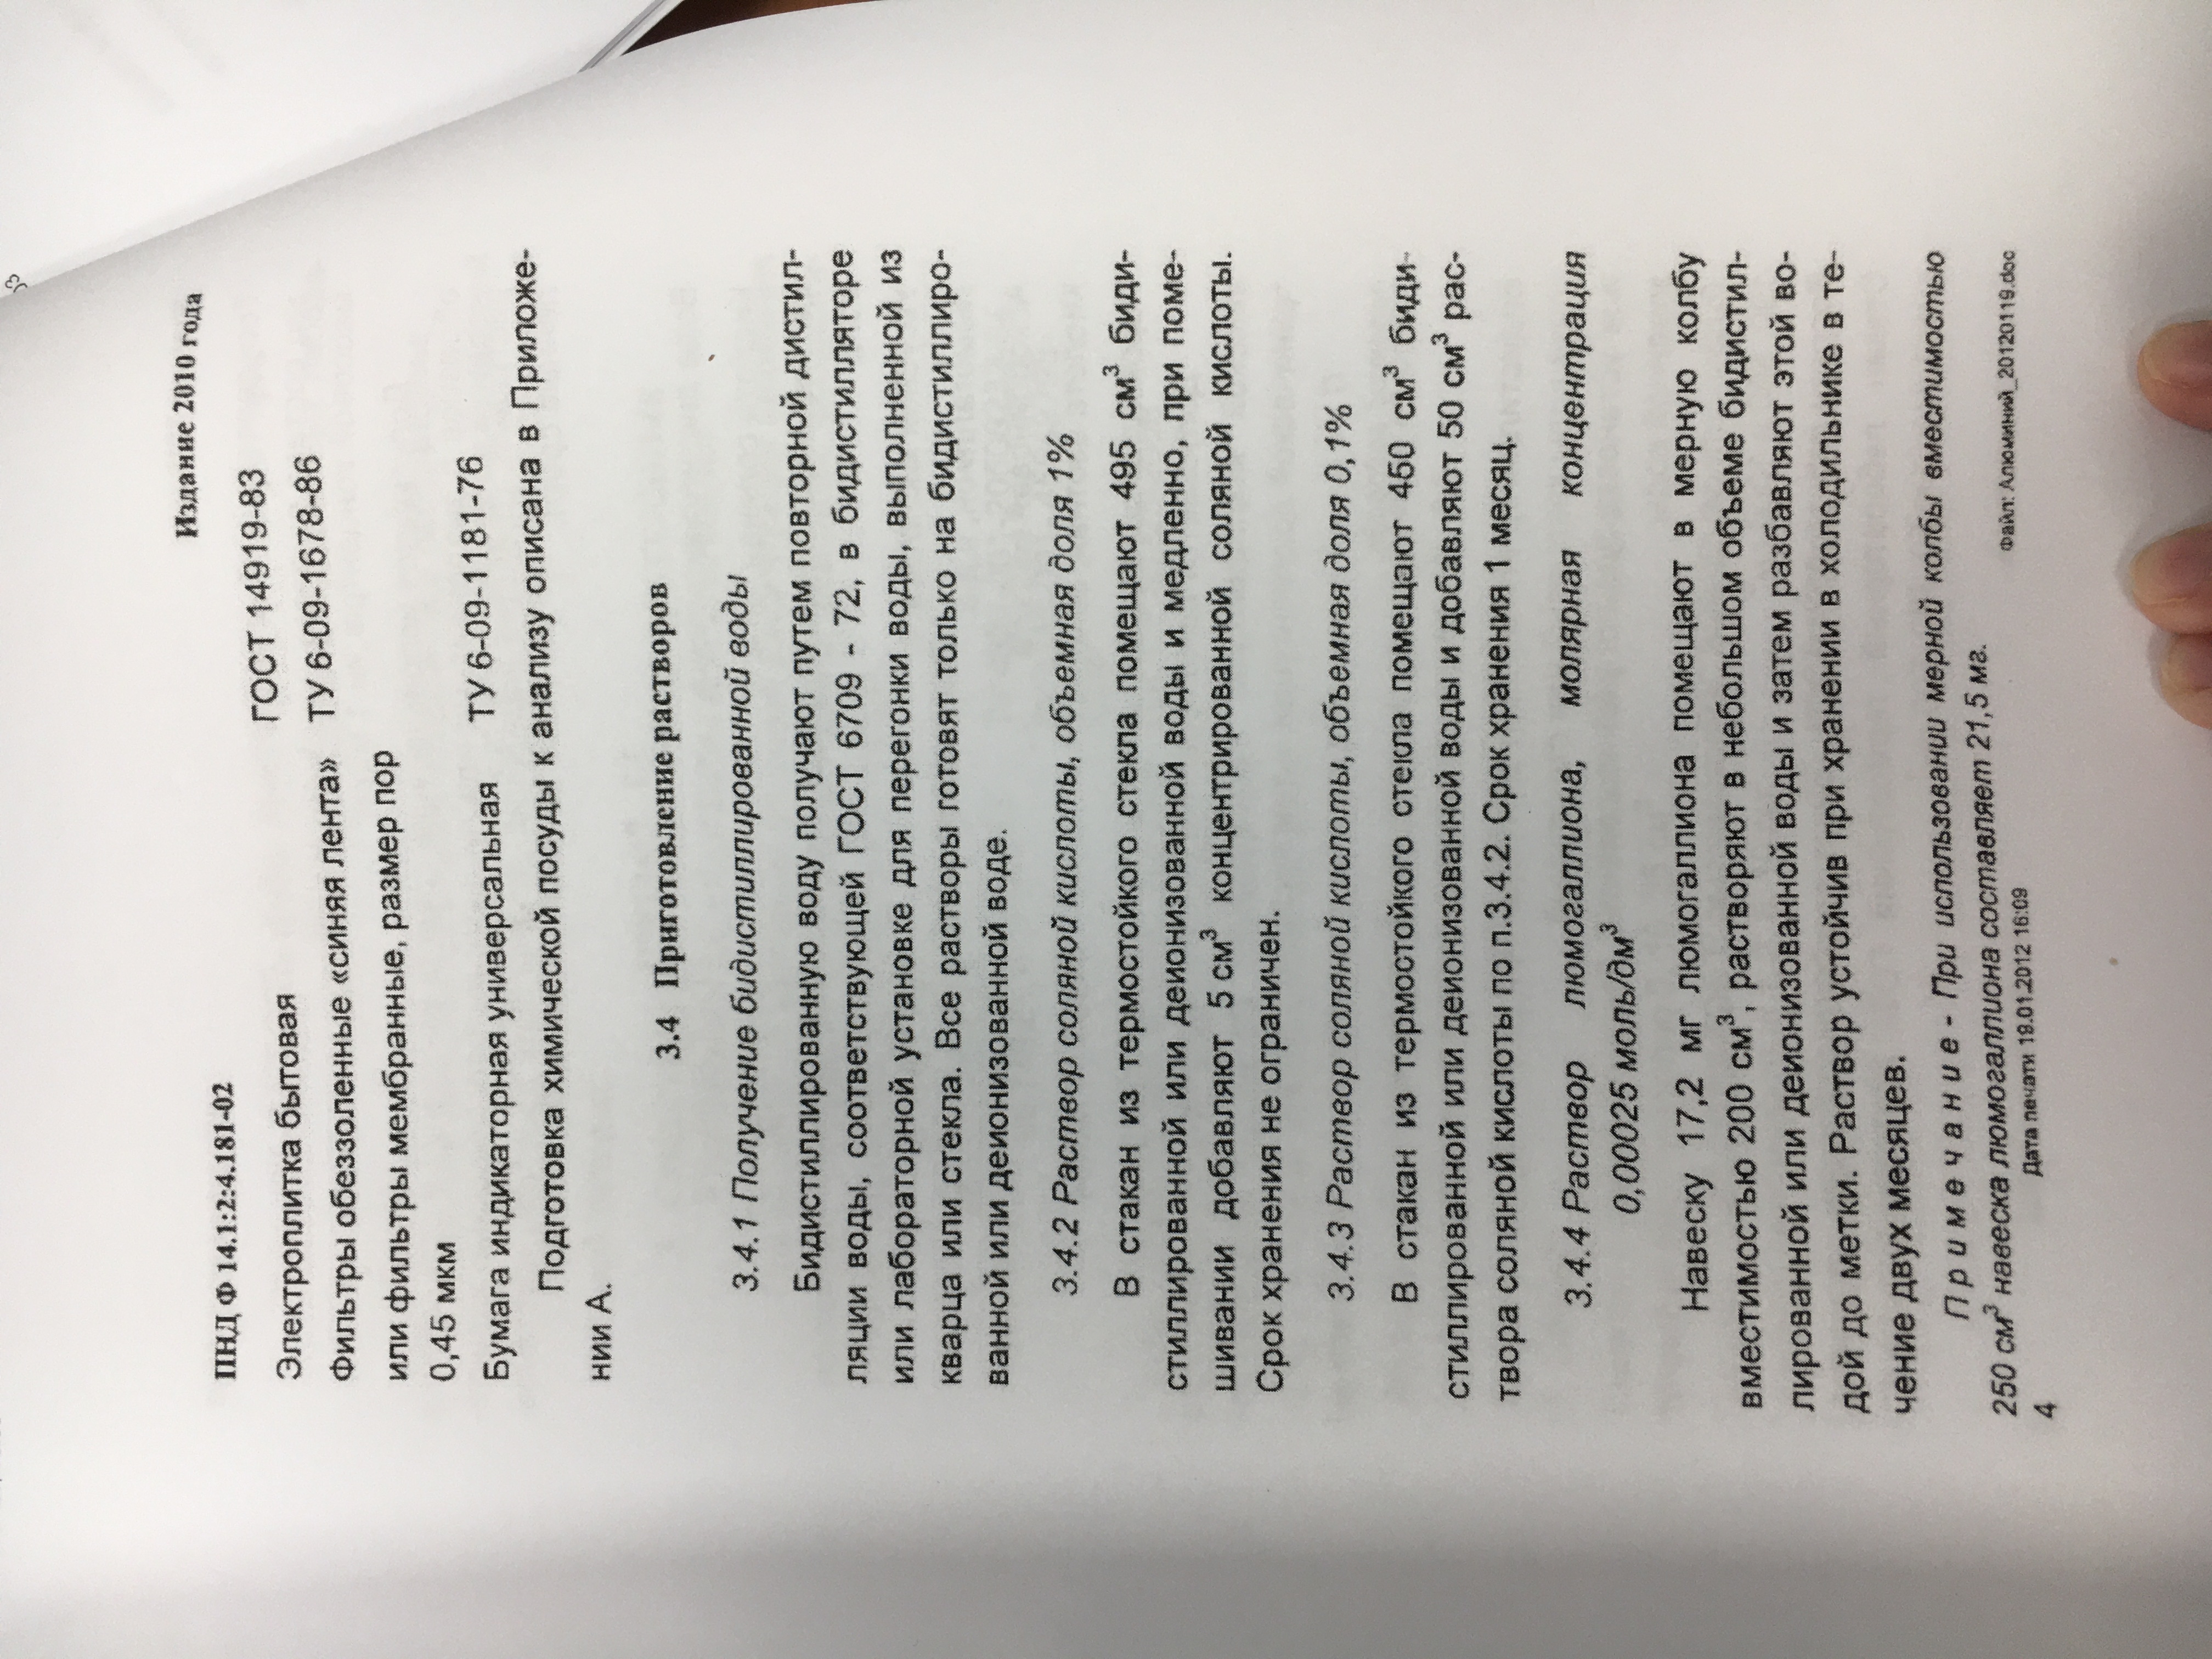 Издание 2010 года
ПНД Ф 14.1:2:4.181-02
Электроплитка бытовая ГОСТ 14919-83
Фильтры обеззоленные «синяя лента» ТУ 6-09-1678-86
или фильтры мембранные, размер пор
0,45 мкм
Бумага индикаторная универсальная ТУ 6-09-1181-76
Подготовка химической посуды к анализу описана в Приложе-
нии А.
3.4 Приготовление растворов
3.4.1 Получение бидистиллированной воды
Бидистиллированную воду получают путем повторной дистил-
ляции воды, соответствующей ГОСТ 6709 - 72, в бидистилляторе
или лабораторной установке для перегонки воды, выполненной из
кварца или стекла. Все растворы готовят только на бидистиллиро-
ванной или деионизованной воде.
3.4.2 Раствор соляной кислоты, объемная доля 1%
В стакан из термостойкого стекла помещают 495 см³ биди-
стиллированной или деионизованной воды и медленно, при поме-
шивании добавляют 5 см³ концентрированной соляной кислоты.
Срок хранения не ограничен.
3.4.3 Раствор соляной кислоты, объемная доля 0,1%
В стакан из термостойкого стекла помещают 450 см³ биди-
стиллированной или деионизованной воды и добавляют 50 см³ рас-
твора соляной кислоты по п.3.4.2. Срок хранения 1 месяц.
3.4.4 Раствор люмогаллиона, молярная концентрация
0,00025 моль/дм³
Навеску 17,2 мг люмогаллиона помещают в мерную колбу
вместимостью 200 см³, растворяют в небольшом объеме бидистил-
лированной или деионизованной воды и затем разбавляют этой во-
дой до метки. Раствор устойчив при хранении в холодильнике в те-
чение двух месяцев.
Примечание - При использовании мерной колбы вместимостью
250 см³ навеска люмогаллиона составляет 21,5 мг.
4 Дата печати 19.01.2012 16:09 Файл: Алюминий_20120119.doc